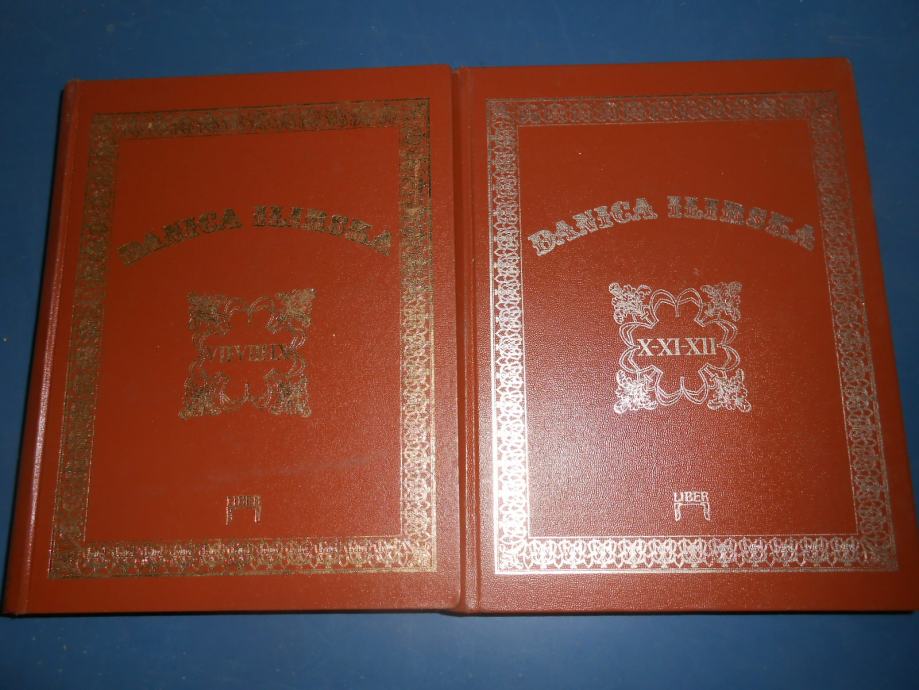 DANICA ILIRSKA
VII-VIII-IX
LIBER
DANICA ILIRSKA
X-XI-XII
LIBER